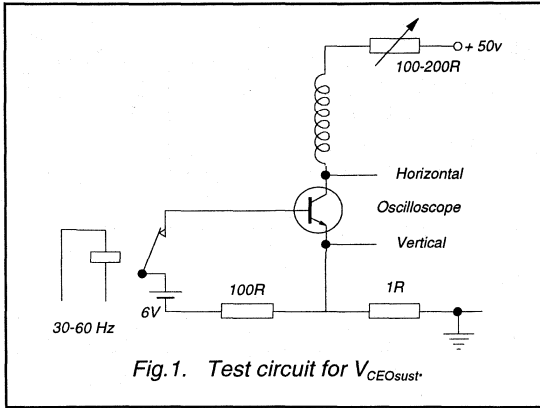 + 50v
100-200R
Horizontal
Oscilloscope
Vertical
100R
1R
6V
30-60 Hz
Fig.1. Test circuit for VCEOsust.